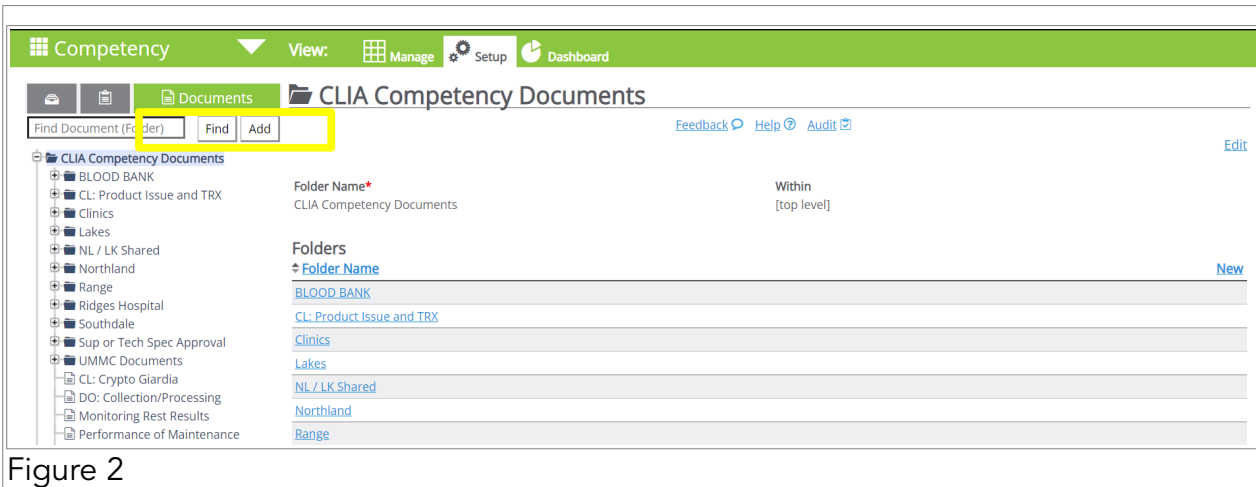 Competency View: Manage Setup Dashboard
Documents
CLIA Competency Documents
Find Document (Folder) Find Add
Feedback Help Audit
Edit
CLIA Competency Documents
BLOOD BANK
CL: Product Issue and TRX
Clinics
Lakes
NL / LK Shared
Northland
Range
Ridges Hospital
Southdale
Sup or Tech Spec Approval
UMMC Documents
CL: Crypto Giardia
DO: Collection/Processing
Monitoring Rest Results
Performance of Maintenance
Folder Name* Within
CLIA Competency Documents [top level]
Folders
Folder Name New
BLOOD BANK
CL: Product Issue and TRX
Clinics
Lakes
NL / LK Shared
Northland
Range
Figure 2